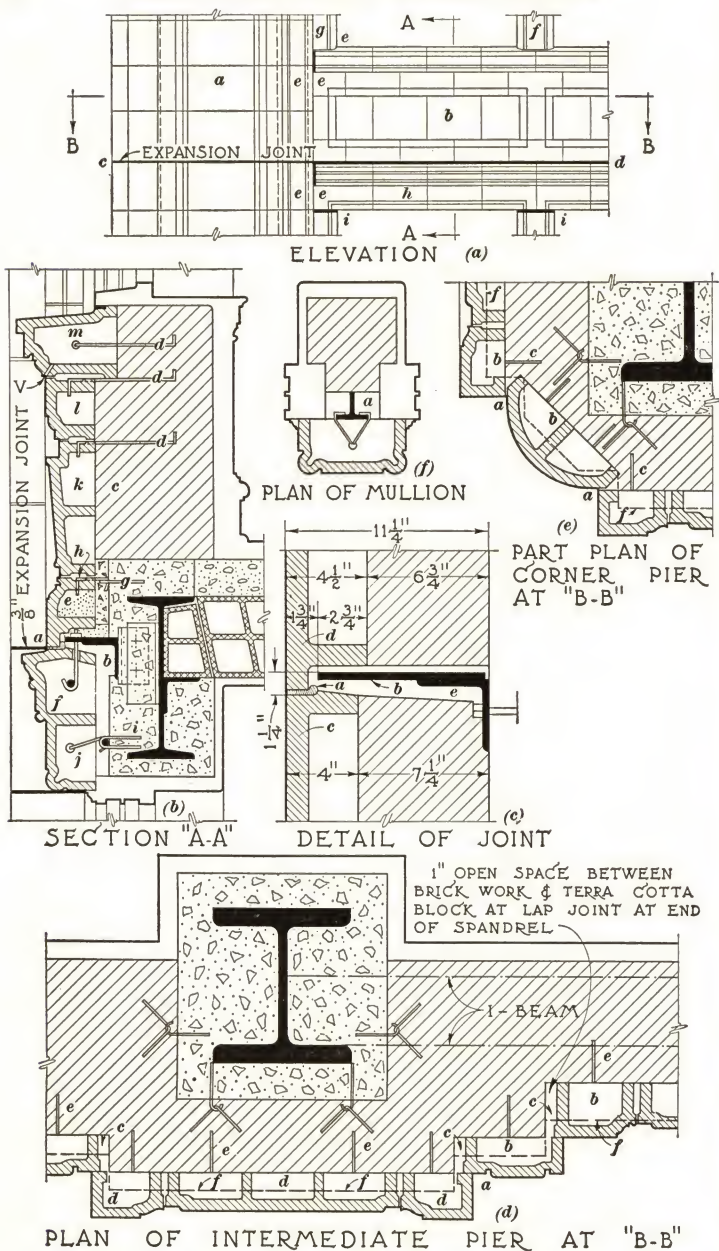 A
g
e
f
a
e
e
b
B
B
c
EXPANSION JOINT
d
e
e
h
i
i
A
ELEVATION (a)
m
d
V
d
l
d
k
c
3/8" EXPANSION JOINT
h
g
e
a
b
f
i
j
(b)
SECTION "A-A"
a
(f)
PLAN OF MULLION
f
b
c
a
b
c
a
f
(e)
PART PLAN OF
CORNER PIER
AT "B-B"
11 1/4"
4 1/2" 6 3/4"
1 3/4" 2 3/4"
d
a
b
e
1 1/4"
c
4" 7 1/4"
(c)
DETAIL OF JOINT
1" OPEN SPACE BETWEEN
BRICK WORK & TERRA COTTA
BLOCK AT LAP JOINT AT END
OF SPANDREL
I-BEAM
e
c
b
e
c
e
e
c
b
f
d
f
d
f
d
a
(d)
PLAN OF INTERMEDIATE PIER AT "B-B"